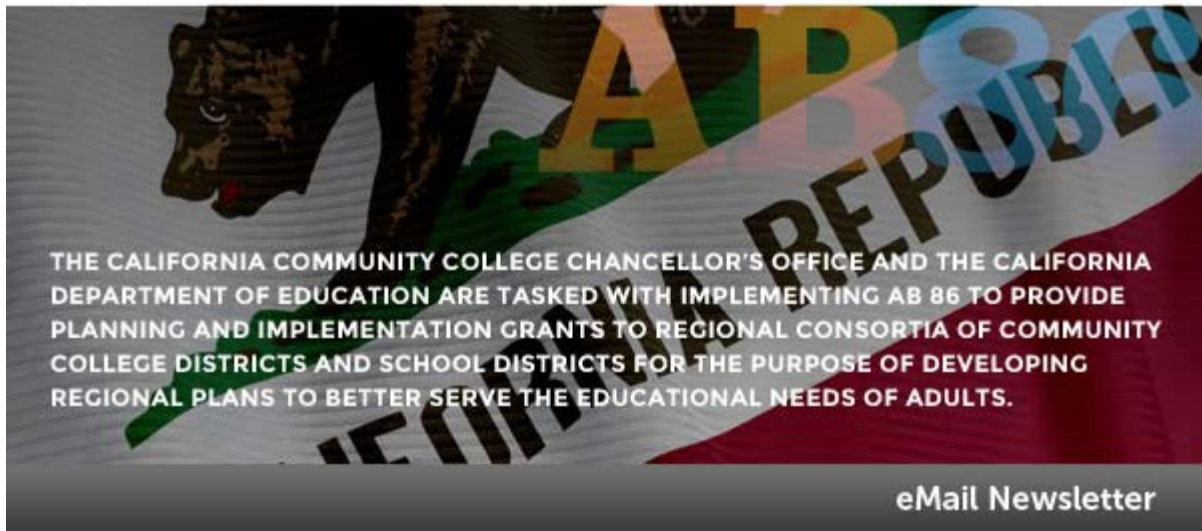 AB86
THE CALIFORNIA COMMUNITY COLLEGE CHANCELLOR'S OFFICE AND THE CALIFORNIA
DEPARTMENT OF EDUCATION ARE TASKED WITH IMPLEMENTING AB 86 TO PROVIDE
PLANNING AND IMPLEMENTATION GRANTS TO REGIONAL CONSORTIA OF COMMUNITY
COLLEGE DISTRICTS AND SCHOOL DISTRICTS FOR THE PURPOSE OF DEVELOPING
REGIONAL PLANS TO BETTER SERVE THE EDUCATIONAL NEEDS OF ADULTS.
IFORNIA REPUBLI
eMail Newsletter